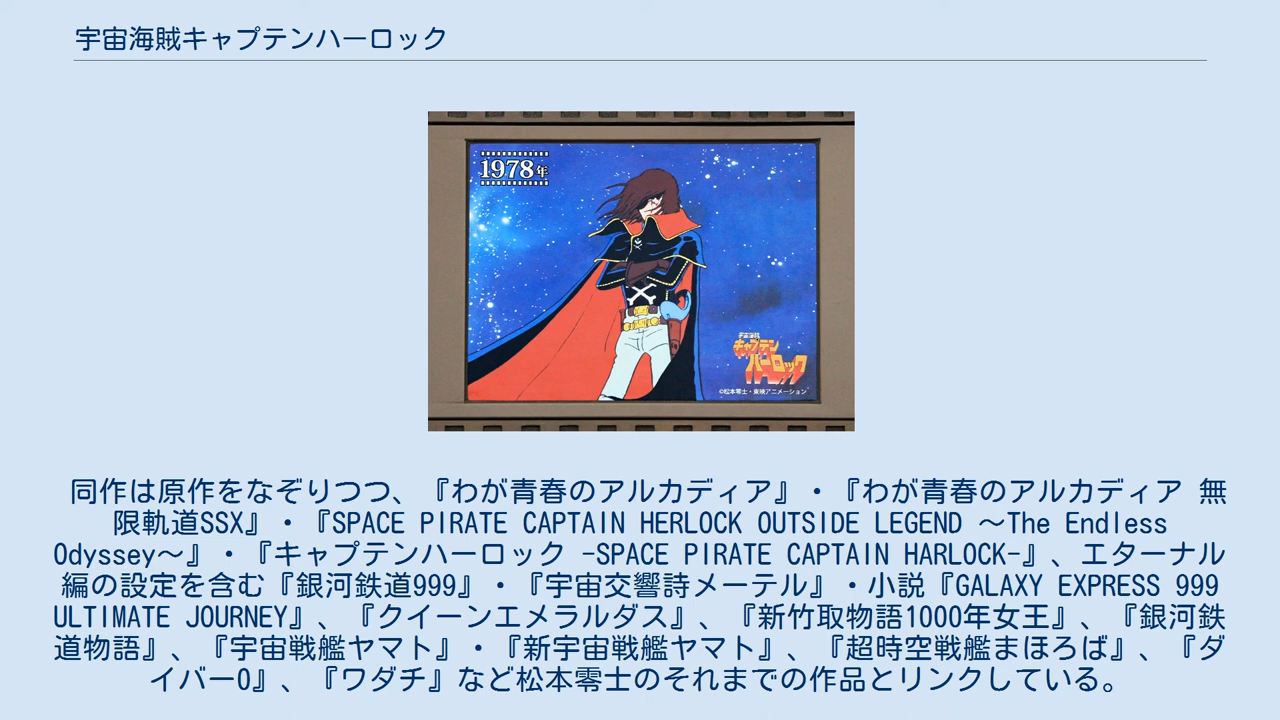 宇宙海賊キャプテンハーロック
1978年
宇宙海賊
キャプテン
ハーロック
©松本零士・東映アニメーション
同作は原作をなぞりつつ、『わが青春のアルカディア』・『わが青春のアルカディア 無
限軌道SSX』・『SPACE PIRATE CAPTAIN HERLOCK OUTSIDE LEGEND ～The Endless
Odyssey～』・『キャプテンハーロック -SPACE PIRATE CAPTAIN HARLOCK-』、エターナル
編の設定を含む『銀河鉄道999』・『宇宙交響詩メーテル』・小説『GALAXY EXPRESS 999
ULTIMATE JOURNEY』、『クイーンエメラルダス』、『新竹取物語1000年女王』、『銀河鉄
道物語』、『宇宙戦艦ヤマト』・『新宇宙戦艦ヤマト』、『超時空戦艦まほろば』、『ダ
イバー0』、『ワダチ』など松本零士のそれまでの作品とリンクしている。